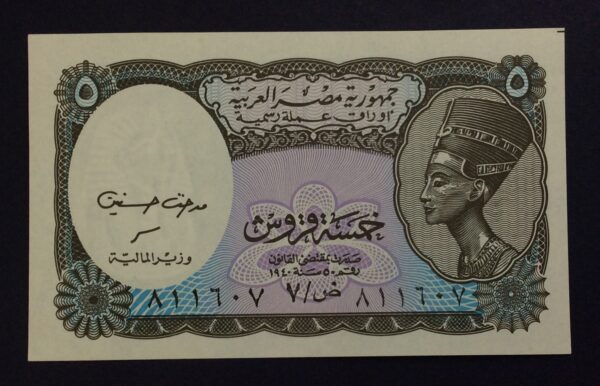 ٥
٥
جمهورية مصر العربية
أوراق عملة رسمية
خمسة قروش
صدرت بمقتضى القانون
رقم ٥٠ سنة ١٩٤٠
مدحت حسنين
وزير المالية
٨١١٦٠٧ ض/٧ ٨١١٦٠٧